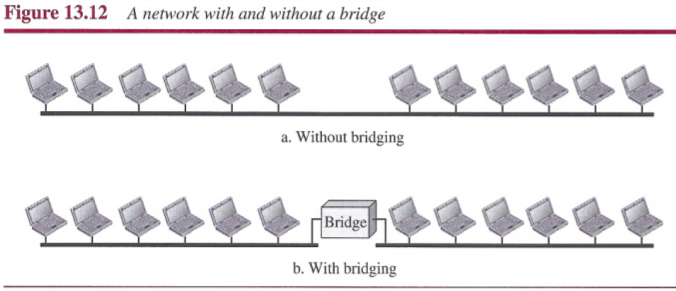 Figure 13.12 A network with and without a bridge
a. Without bridging
Bridge
b. With bridging